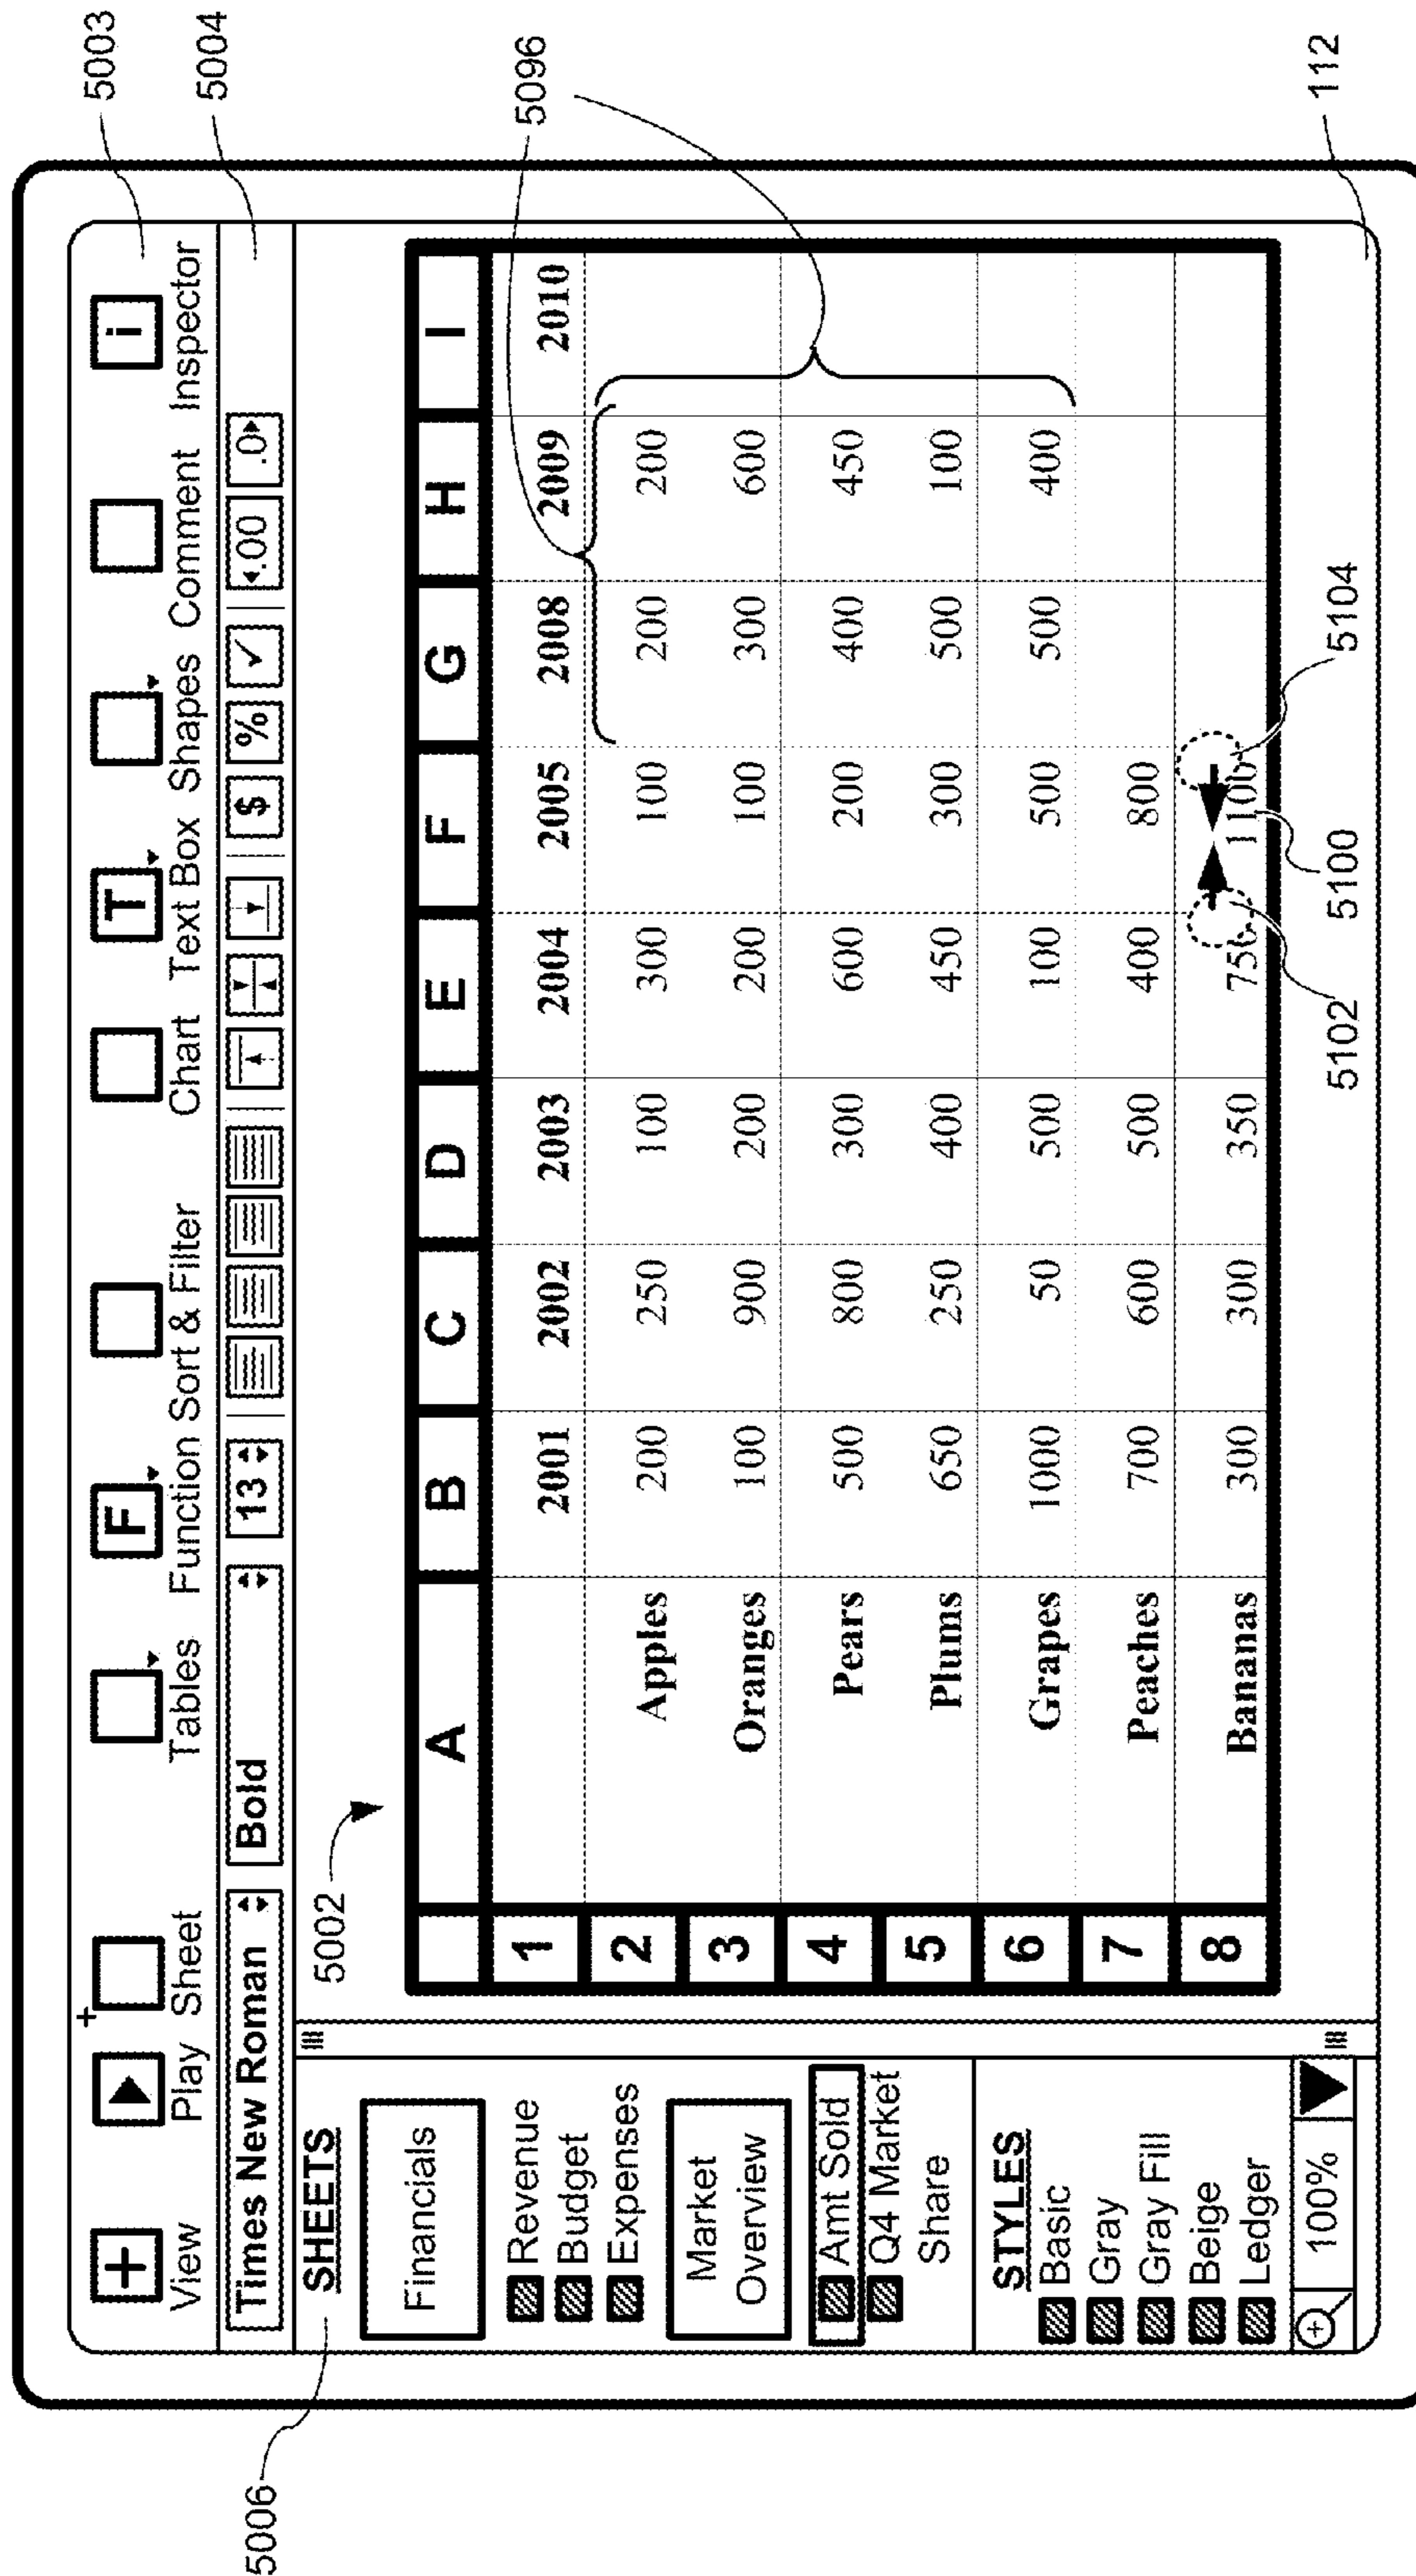 5003
View Play Sheet Tables Function Sort & Filter Chart Text Box Shapes Comment Inspector
+ + F T i
5004
Times New Roman Bold 13 $ % ✓ .00 .0
5006
SHEETS
Financials
Revenue
Budget
Expenses
Market
Overview
Amt Sold
Q4 Market
Share
STYLES
Basic
Gray
Gray Fill
Beige
Ledger
100%
5002
5096
A B C D E F G H I
1 2001 2002 2003 2004 2005 2008 2009 2010
2 Apples 200 250 100 300 100 200 200
3 Oranges 100 900 200 200 100 300 600
4 Pears 500 800 300 600 200 400 450
5 Plums 650 250 400 450 300 500 100
6 Grapes 1000 50 500 100 500 500 400
7 Peaches 700 600 500 400 800
8 Bananas 300 300 350 750 1100
5102 5100 5104
112